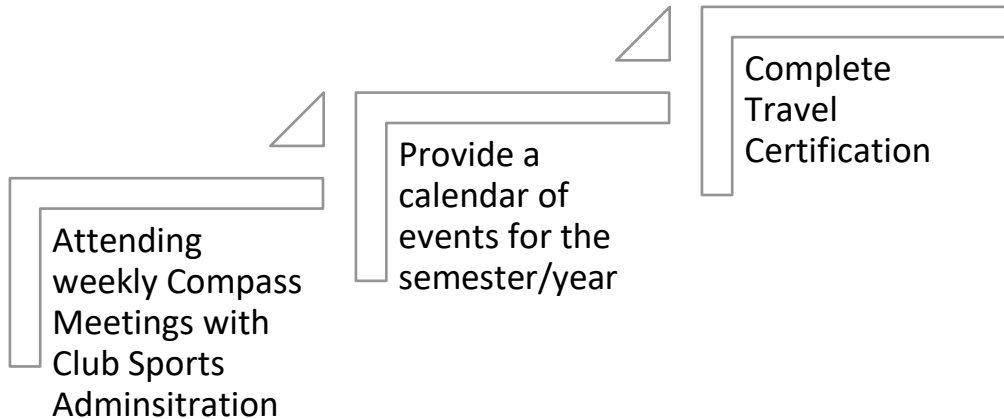 Attending
weekly Compass
Meetings with
Club Sports
Adminsitration
Provide a
calendar of
events for the
semester/year
Complete
Travel
Certification